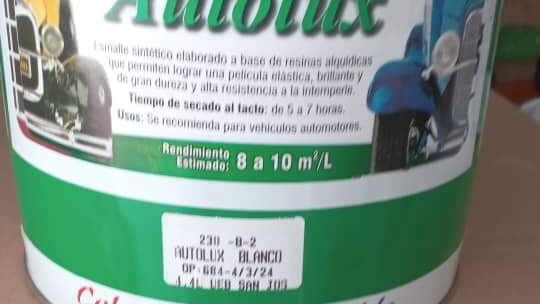 Autolux
Esmalte sintético elaborado a base de resinas alquídicas
que permiten lograr una película elástica, brillante y
de gran dureza y alta resistencia a la intemperie.
Tiempo de secado al tacto: de 5 a 7 horas.
Usos: Se recomienda para vehículos automotores.
Rendimiento
Estimado: 8 a 10 m²/L
230 -B-2
AUTOLUX BLANCO
OP:684-4/3/24